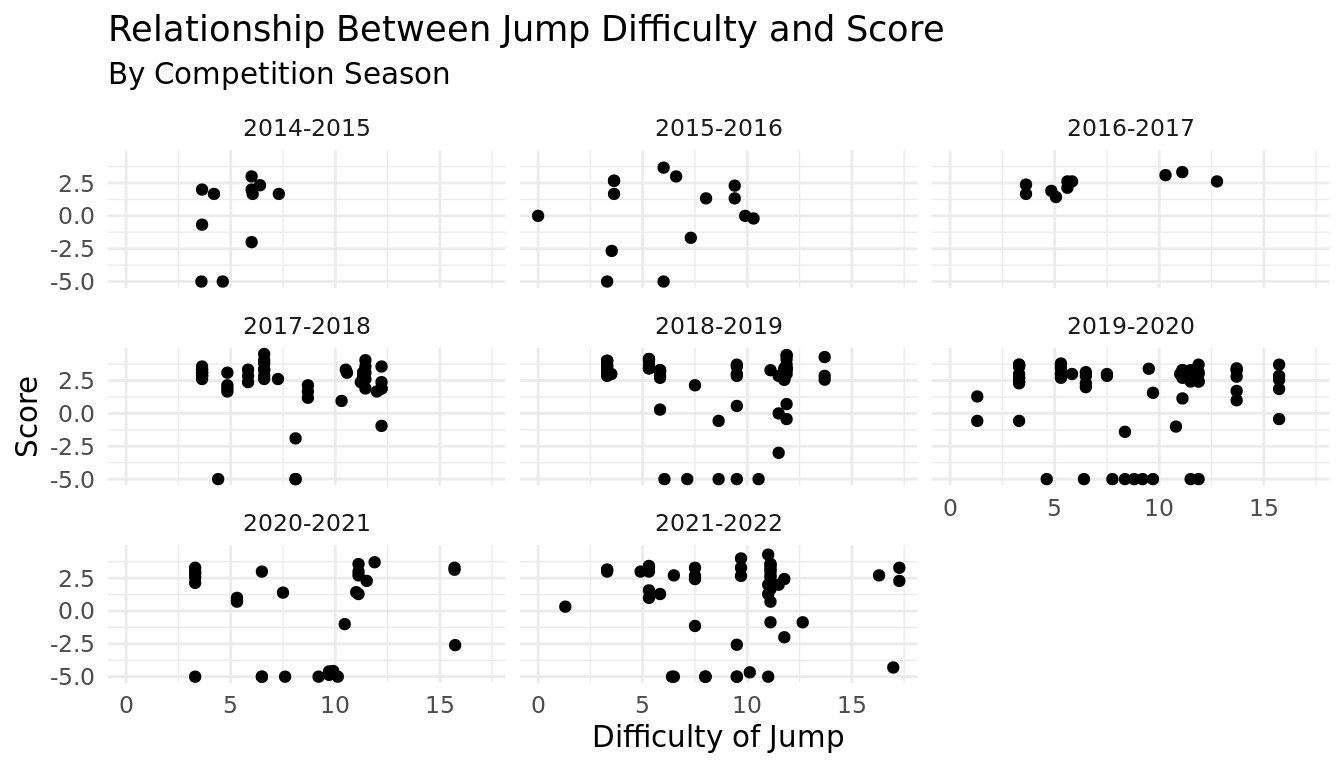 Relationship Between Jump Difficulty and Score
By Competition Season
2014-2015 2015-2016 2016-2017
2.5
0.0
-2.5
-5.0
2017-2018 2018-2019 2019-2020
2.5
0.0
-2.5
-5.0
0 5 10 15
2020-2021 2021-2022
2.5
0.0
-2.5
-5.0
0 5 10 15 0 5 10 15
Score
Difficulty of Jump